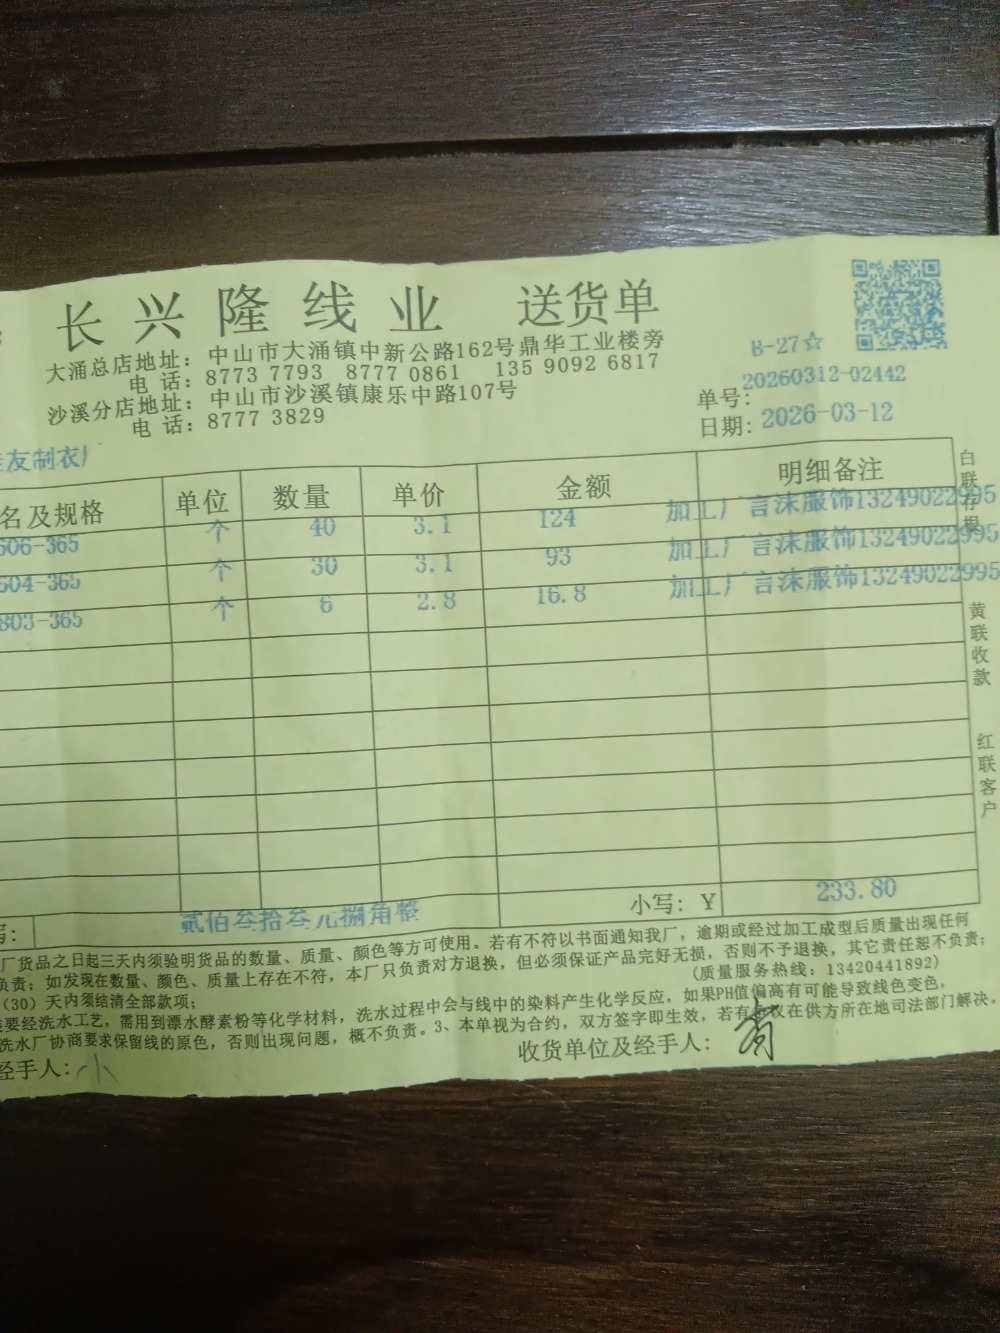 长兴隆线业 送货单
大涌总店地址：中山市大涌镇中新公路162号鼎华工业楼旁
电 话：8773 7793 8777 0861 135 9092 6817
沙溪分店地址：中山市沙溪镇康乐中路107号
电 话：8777 3829
B-27☆
单号：20260312-02442
日期：2026-03-12
友制衣厂
名及规格 单位 数量 单价 金额 明细备注
606-365 个 40 3.1 124 加工厂言沫服饰13249022995
604-365 个 30 3.1 93 加工厂言沫服饰13249022995
803-365 个 6 2.8 16.8 加工厂言沫服饰13249022995
写： 贰佰叁拾叁元捌角整 小写：￥ 233.80
厂货品之日起三天内须验明货品的数量、质量、颜色等方可使用。若有不符以书面通知我厂，逾期或经过加工成型后质量出现任何
负责；如发现在数量、颜色、质量上存在不符，本厂只负责对方退换，但必须保证产品完好无损，否则不予退换，其它责任恕不负责；
（30）天内须结清全部款项； （质量服务热线：13420441892）
要经洗水工艺，需用到漂水酵素粉等化学材料，洗水过程中会与线中的染料产生化学反应，如果PH值偏高有可能导致线色变色，
洗水厂协商要求保留线的原色，否则出现问题，概不负责。3、本单视为合约，双方签字即生效，若有 议在供方所在地司法部门解决。
经手人：小 收货单位及经手人：
白联存根
黄联收款
红联客户